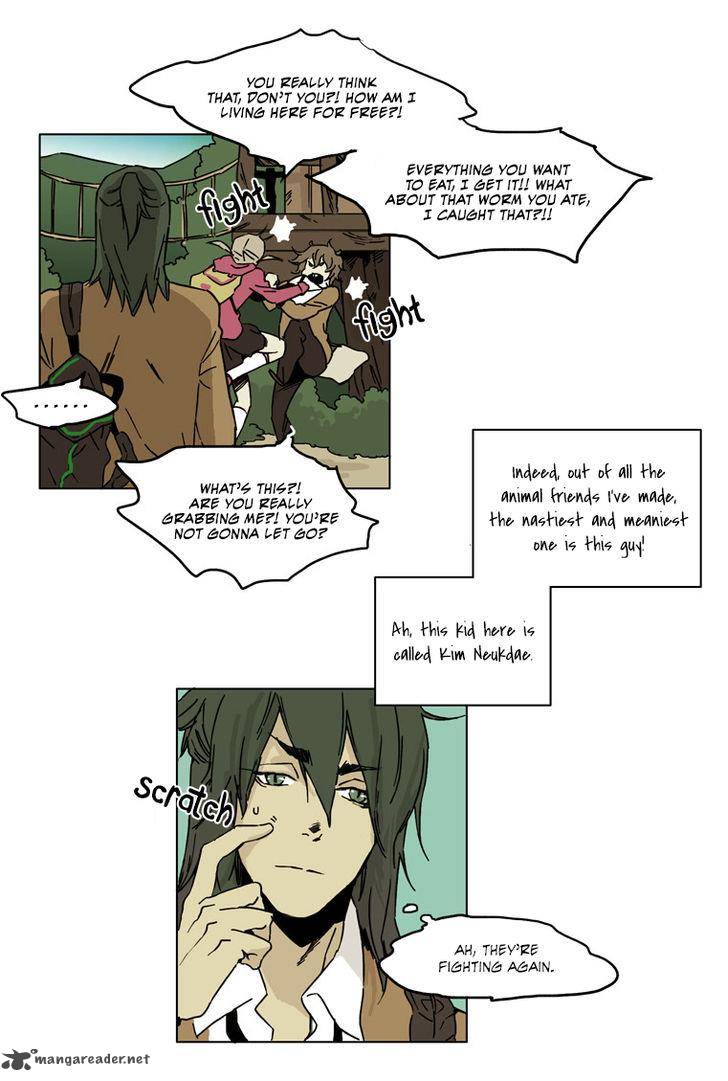 YOU REALLY THINK
THAT, DON'T YOU?! HOW AM I
LIVING HERE FOR FREE?!
EVERYTHING YOU WANT
TO EAT, I GET IT!! WHAT
ABOUT THAT WORM YOU ATE,
I CAUGHT THAT?!!
fight
fight
......
WHAT'S THIS?!
ARE YOU REALLY
GRABBING ME?! YOU'RE
NOT GONNA LET GO?
Indeed, out of all the
animal friends I've made,
the nastiest and meaniest
one is this guy!
Ah, this kid here is
called Kim Neukdae.
scratch
AH, THEY'RE
FIGHTING AGAIN.
mangareader.net